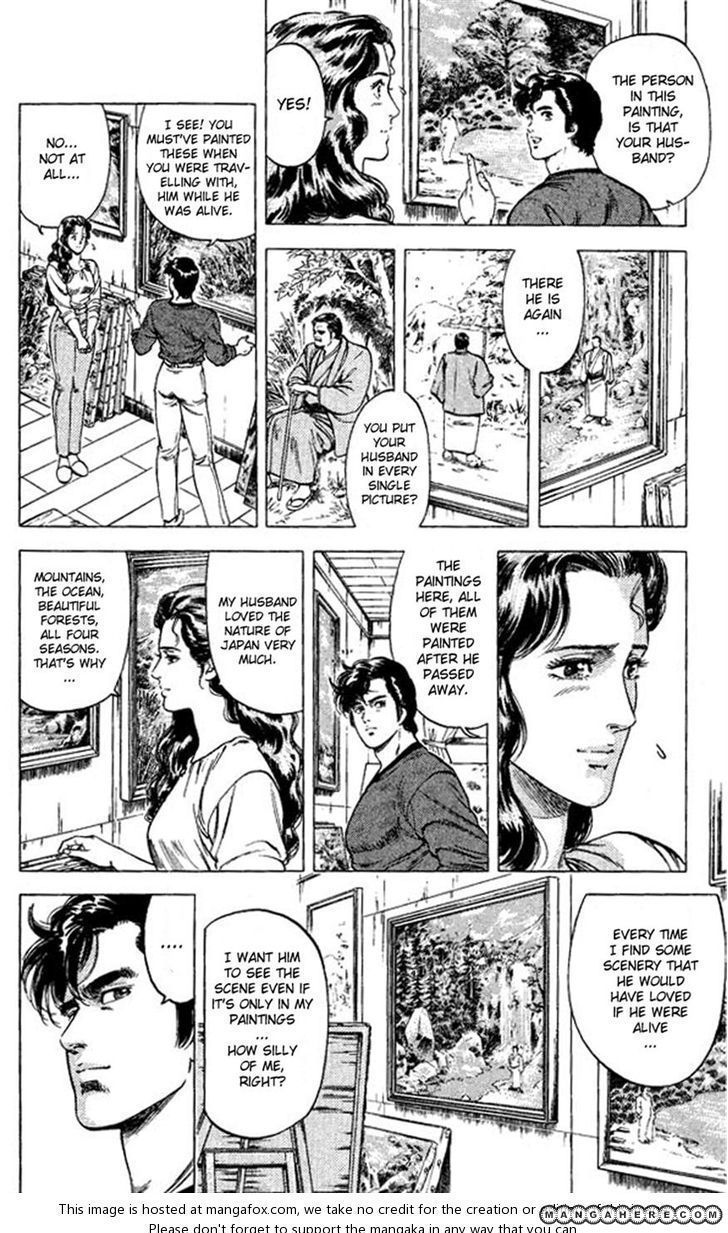 THE PERSON
IN THIS
PAINTING,
IS THAT
YOUR HUS-
BAND?
YES!
I SEE! YOU
MUST'VE PAINTED
THESE WHEN
YOU WERE TRAV-
ELLING WITH,
HIM WHILE HE
WAS ALIVE.
NO...
NOT AT
ALL...
THERE
HE IS
AGAIN
...
YOU PUT
YOUR
HUSBAND
IN EVERY
SINGLE
PICTURE?
THE
PAINTINGS
HERE, ALL
OF THEM
WERE
PAINTED
AFTER HE
PASSED
AWAY.
MY HUSBAND
LOVED THE
NATURE OF
JAPAN VERY
MUCH.
MOUNTAINS,
THE OCEAN,
BEAUTIFUL
FORESTS,
ALL FOUR
SEASONS.
THAT'S WHY
...
EVERY TIME
I FIND SOME
SCENERY THAT
HE WOULD
HAVE LOVED
IF HE WERE
ALIVE
...
I WANT HIM
TO SEE THE
SCENE EVEN IF
IT'S ONLY IN MY
PAINTINGS
...
HOW SILLY
OF ME,
RIGHT?
....
This image is hosted at mangafox.com, we take no credit for the creation or
MANGAHERE.COM
Please don't forget to support the mangaka in any way that you can